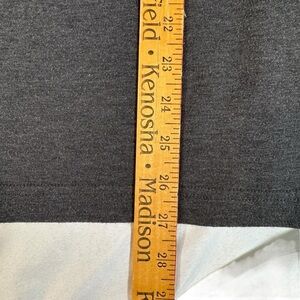 field • Kenosha • Madison
22 23 24 25 26 27 28